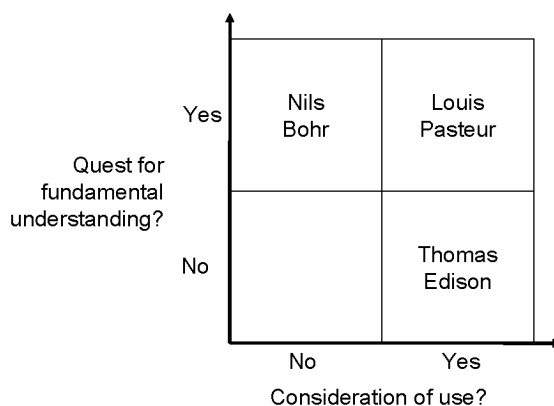 Nils
Bohr
Louis
Pasteur
Yes
Quest for
fundamental
understanding?
No
Thomas
Edison
No
Yes
Consideration of use?